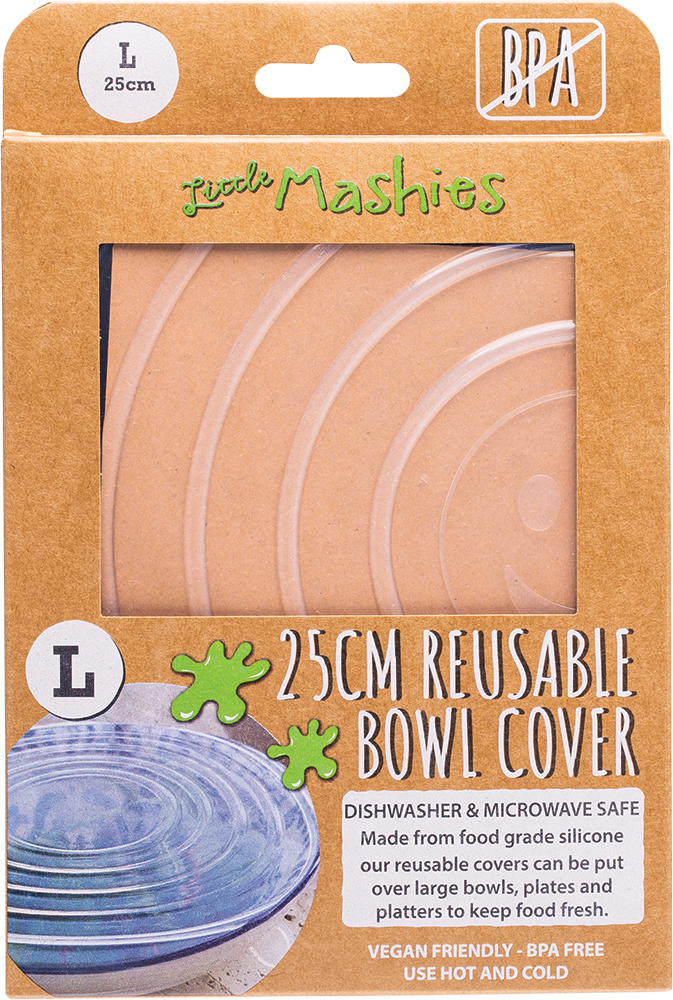 L
25cm
BPA
Little Mashies
L
25CM REUSABLE
BOWL COVER
DISHWASHER & MICROWAVE SAFE
Made from food grade silicone
our reusable covers can be put
over large bowls, plates and
platters to keep food fresh.
VEGAN FRIENDLY - BPA FREE
USE HOT AND COLD